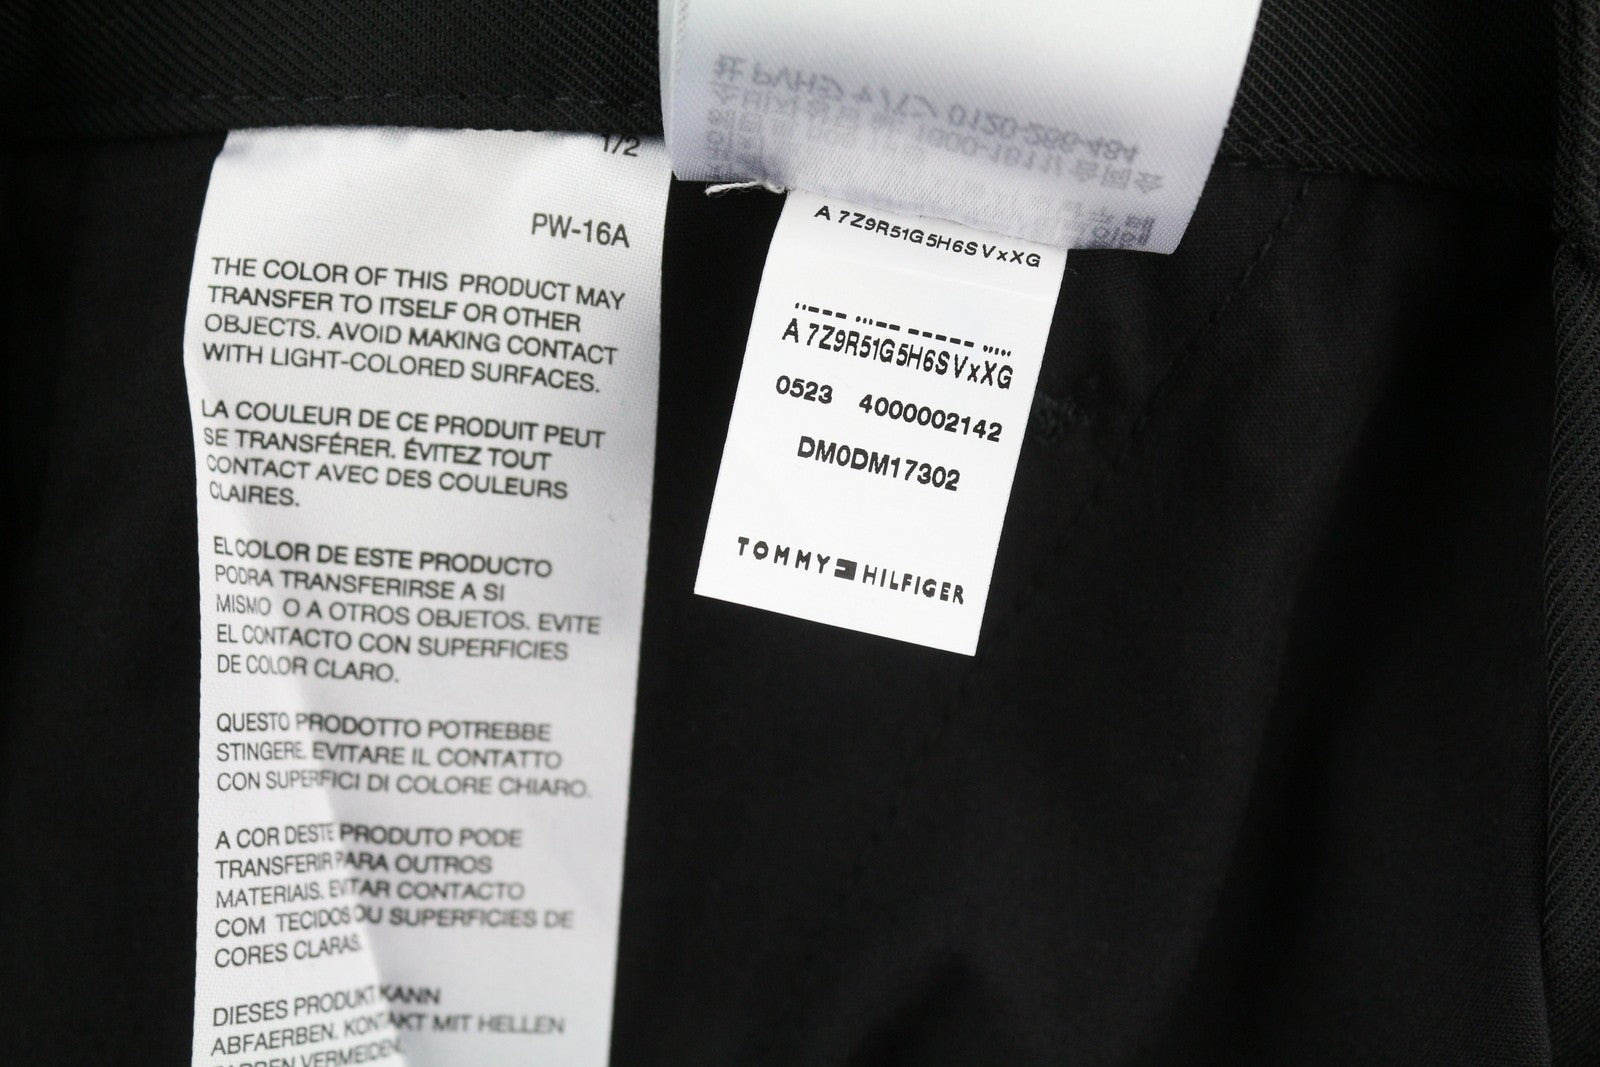 1/2
PW-16A
THE COLOR OF THIS PRODUCT MAY
TRANSFER TO ITSELF OR OTHER
OBJECTS. AVOID MAKING CONTACT
WITH LIGHT-COLORED SURFACES.
LA COULEUR DE CE PRODUIT PEUT
SE TRANSFÉRER. ÉVITEZ TOUT
CONTACT AVEC DES COULEURS
CLAIRES.
EL COLOR DE ESTE PRODUCTO
PODRA TRANSFERIRSE A SI
MISMO O A OTROS OBJETOS. EVITE
EL CONTACTO CON SUPERFICIES
DE COLOR CLARO.
QUESTO PRODOTTO POTREBBE
STINGERE. EVITARE IL CONTATTO
CON SUPERFICI DI COLORE CHIARO.
A COR DESTE PRODUTO PODE
TRANSFERIR PARA OUTROS
MATERIAIS. EVITAR CONTACTO
COM TECIDOS OU SUPERFICIES DE
CORES CLARAS.
DIESES PRODUKT KANN
ABFAERBEN. KONTAKT MIT HELLEN
FARBEN VERMEIDEN.
A7Z9R51G5H6SVxXG
A7Z9R51G5H6SVxXG
0523 4000002142
DM0DM17302
TOMMY HILFIGER